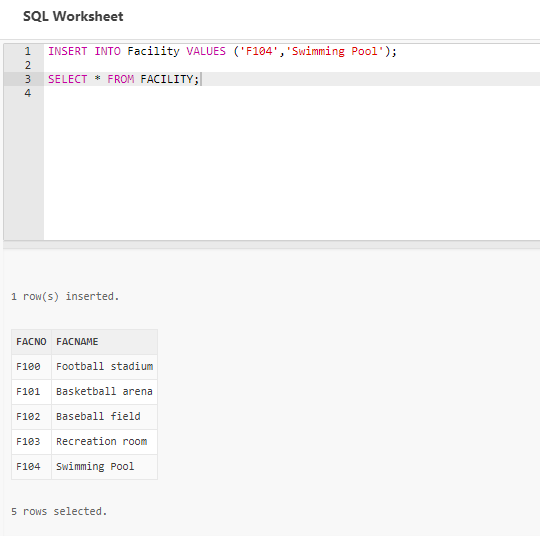 SQL Worksheet
1 INSERT INTO Facility VALUES ('F104','Swimming Pool');
2
3 SELECT * FROM FACILITY;
4
1 row(s) inserted.
FACNO FACNAME
F100 Football stadium
F101 Basketball arena
F102 Baseball field
F103 Recreation room
F104 Swimming Pool
5 rows selected.